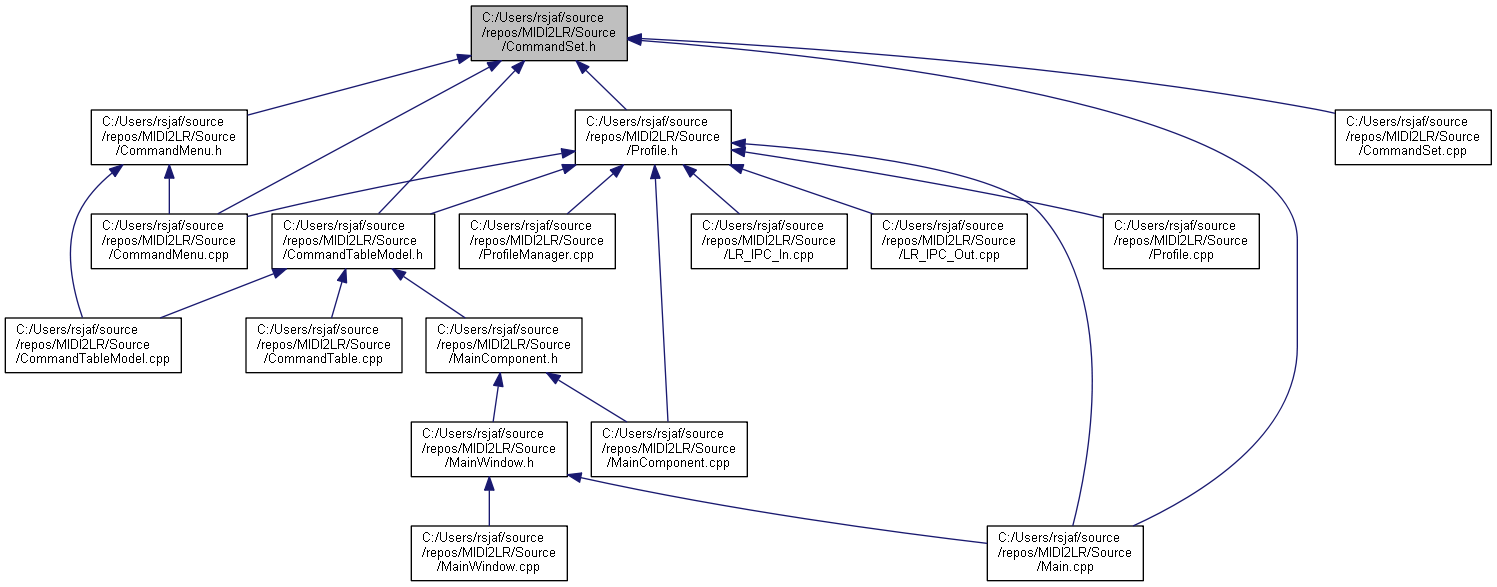 C:/Users/rsjaf/source
/repos/MIDI2LR/Source
/CommandSet.h
C:/Users/rsjaf/source
/repos/MIDI2LR/Source
/CommandMenu.h
C:/Users/rsjaf/source
/repos/MIDI2LR/Source
/Profile.h
C:/Users/rsjaf/source
/repos/MIDI2LR/Source
/CommandSet.cpp
C:/Users/rsjaf/source
/repos/MIDI2LR/Source
/CommandMenu.cpp
C:/Users/rsjaf/source
/repos/MIDI2LR/Source
/CommandTableModel.h
C:/Users/rsjaf/source
/repos/MIDI2LR/Source
/ProfileManager.cpp
C:/Users/rsjaf/source
/repos/MIDI2LR/Source
/LR_IPC_In.cpp
C:/Users/rsjaf/source
/repos/MIDI2LR/Source
/LR_IPC_Out.cpp
C:/Users/rsjaf/source
/repos/MIDI2LR/Source
/Profile.cpp
C:/Users/rsjaf/source
/repos/MIDI2LR/Source
/CommandTableModel.cpp
C:/Users/rsjaf/source
/repos/MIDI2LR/Source
/CommandTable.cpp
C:/Users/rsjaf/source
/repos/MIDI2LR/Source
/MainComponent.h
C:/Users/rsjaf/source
/repos/MIDI2LR/Source
/MainWindow.h
C:/Users/rsjaf/source
/repos/MIDI2LR/Source
/MainComponent.cpp
C:/Users/rsjaf/source
/repos/MIDI2LR/Source
/MainWindow.cpp
C:/Users/rsjaf/source
/repos/MIDI2LR/Source
/Main.cpp